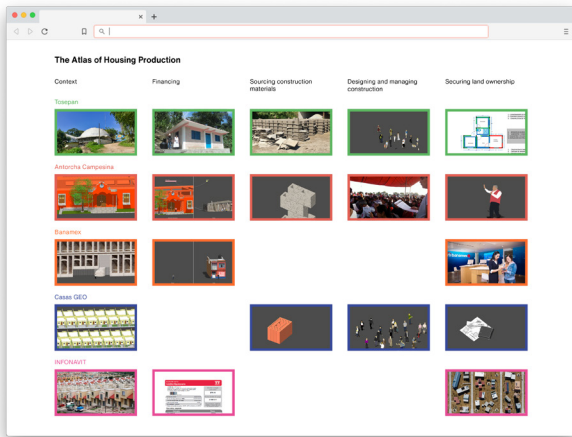 The Atlas of Housing Production
Context
Financing
Sourcing construction
materials
Designing and managing
construction
Securing land ownership
Tosepan
Antorcha Campesina
Banamex
Casas GEO
INFONAVIT